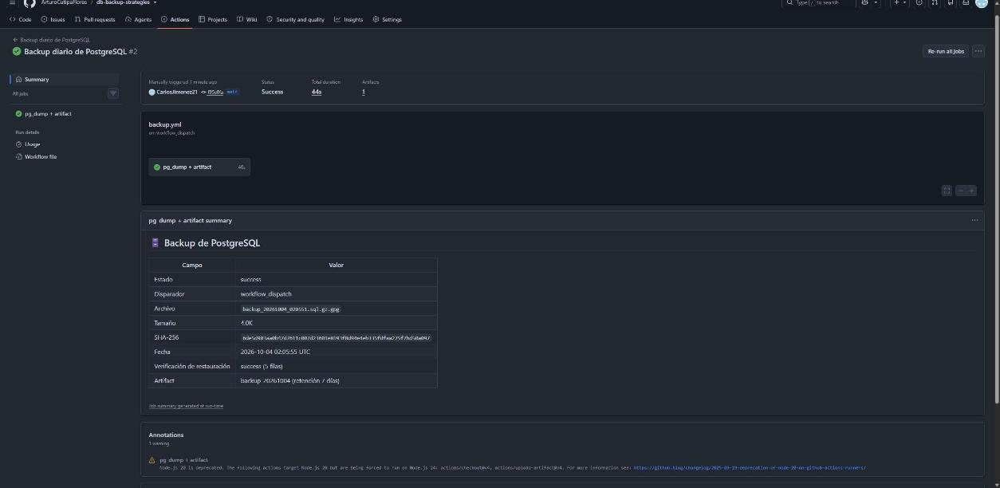 ArturoCutipaFlores / db-backup-strategies
Type / to search
Code Issues Pull requests Agents Actions Projects Wiki Security and quality Insights Settings
Backup diario de PostgreSQL
Backup diario de PostgreSQL #2
Re-run all jobs
Summary
All jobs
pg_dump + artifact
Run details
Usage
Workflow file
Manually triggered 1 minute ago
CarlosJimenez21 main
Status
Success
Total duration
44s
Artifacts
1
backup.yml
on: workflow_dispatch
pg_dump + artifact 40s
pg_dump + artifact summary
Backup de PostgreSQL
Campo Valor
Estado success
Disparador workflow_dispatch
Archivo backup_20261004_020551.sql.gz.gpg
Tamaño 4.0K
SHA-256
Fecha 2026-10-04 02:05:55 UTC
Verificación de restauración success (5 filas)
Artifact backup-20261004 (retención 7 días)
Job summary generated at run-time
Annotations
1 warning
pg_dump + artifact
Node.js 20 is deprecated. The following actions target Node.js 20 but are being forced to run on Node.js 24: actions/checkout@v4, actions/upload-artifact@v4. For more information see: https://github.blog/changelog/2025-09-19-deprecation-of-node-20-on-github-actions-runners/